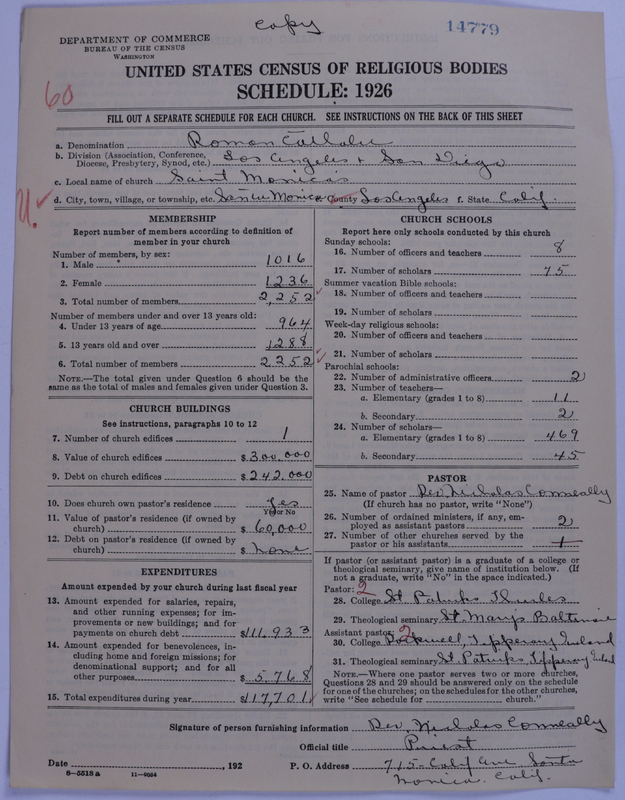 Copy
14779
DEPARTMENT OF COMMERCE
BUREAU OF THE CENSUS
WASHINGTON
UNITED STATES CENSUS OF RELIGIOUS BODIES
SCHEDULE: 1926
60
FILL OUT A SEPARATE SCHEDULE FOR EACH CHURCH. SEE INSTRUCTIONS ON THE BACK OF THIS SHEET
a. Denomination Roman Catholic
b. Division (Association, Conference, Diocese, Presbytery, Synod, etc.) Los Angeles + San Diego
c. Local name of church Saint Monica's
U. d. City, town, village, or township, etc. Santa Monica County Los Angeles f. State Calif.
MEMBERSHIP
Report number of members according to definition of
member in your church
Number of members, by sex:
1. Male 1016
2. Female 1236
3. Total number of members 2,252
Number of members under and over 13 years old:
4. Under 13 years of age 964
5. 13 years old and over 1288
6. Total number of members 2252
NOTE.—The total given under Question 6 should be
same as the total of males and females given under Question 3.
CHURCH BUILDINGS
See instructions, paragraphs 10 to 12
7. Number of church edifices 1
8. Value of church edifices $300,000
9. Debt on church edifices $242,000
10. Does church own pastor's residence Yes
Yes or No
11. Value of pastor's residence (if owned by
church) $60,000
12. Debt on pastor's residence (if owned by
church) $ none
EXPENDITURES
Amount expended by your church during last fiscal year
13. Amount expended for salaries, repairs,
and other running expenses; for im-
provements or new buildings; and for
payments on church debt $111,933
14. Amount expended for benevolences, in-
cluding home and foreign missions; for
denominational support; and for all
other purposes $5,768
15. Total expenditures during year $117,701
CHURCH SCHOOLS
Report here only schools conducted by this church
Sunday schools:
16. Number of officers and teachers 8
17. Number of scholars 75
Summer vacation Bible schools:
18. Number of officers and teachers
19. Number of scholars
Week-day religious schools:
20. Number of officers and teachers
21. Number of scholars
Parochial schools:
22. Number of administrative officers 2
23. Number of teachers—
a. Elementary (grades 1 to 8) 11
b. Secondary 2
24. Number of scholars—
a. Elementary (grades 1 to 8) 469
b. Secondary 45
PASTOR
25. Name of pastor Rev. Nicholas Conneally
(If church has no pastor, write "None")
26. Number of ordained ministers, if any, em-
ployed as assistant pastors 2
27. Number of other churches served by the
pastor or his assistants 1
If pastor (or assistant pastor) is a graduate of a college or
theological seminary, give name of institution below. (If
not a graduate, write "No" in the space indicated.)
Pastor: 2
28. College St Patricks Thurles
29. Theological seminary St. Marys Baltimore
Assistant pastor: 2
30. College Rockwell Tipperary Ireland
31. Theological seminary St. Patricks Tipperary Ireland
NOTE.—Where one pastor serves two or more churches,
Questions 28 and 29 should be answered only on the schedule
for one of the churches; on the schedules for the other churches,
write "See schedule for church."
Signature of person furnishing information Rev. Nicholas Conneally
Official title Priest
Date , 192 P. O. Address 715-Calif Ave Santa
Monica. Calif.
8—5518 a 11—9084